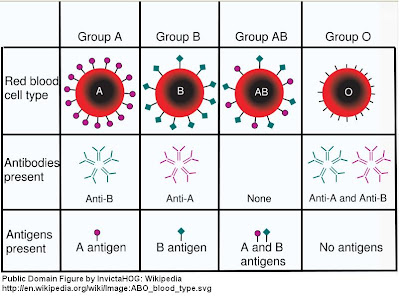 Group A Group B Group AB Group O
Red blood
cell type
A B AB O
Antibodies
present
Anti-B Anti-A None Anti-A and Anti-B
Antigens
present
A antigen B antigen A and B
antigens No antigens
Public Domain Figure by InvictaHOG: Wikipedia
http://en.wikipedia.org/wiki/Image:ABO_blood_type.svg